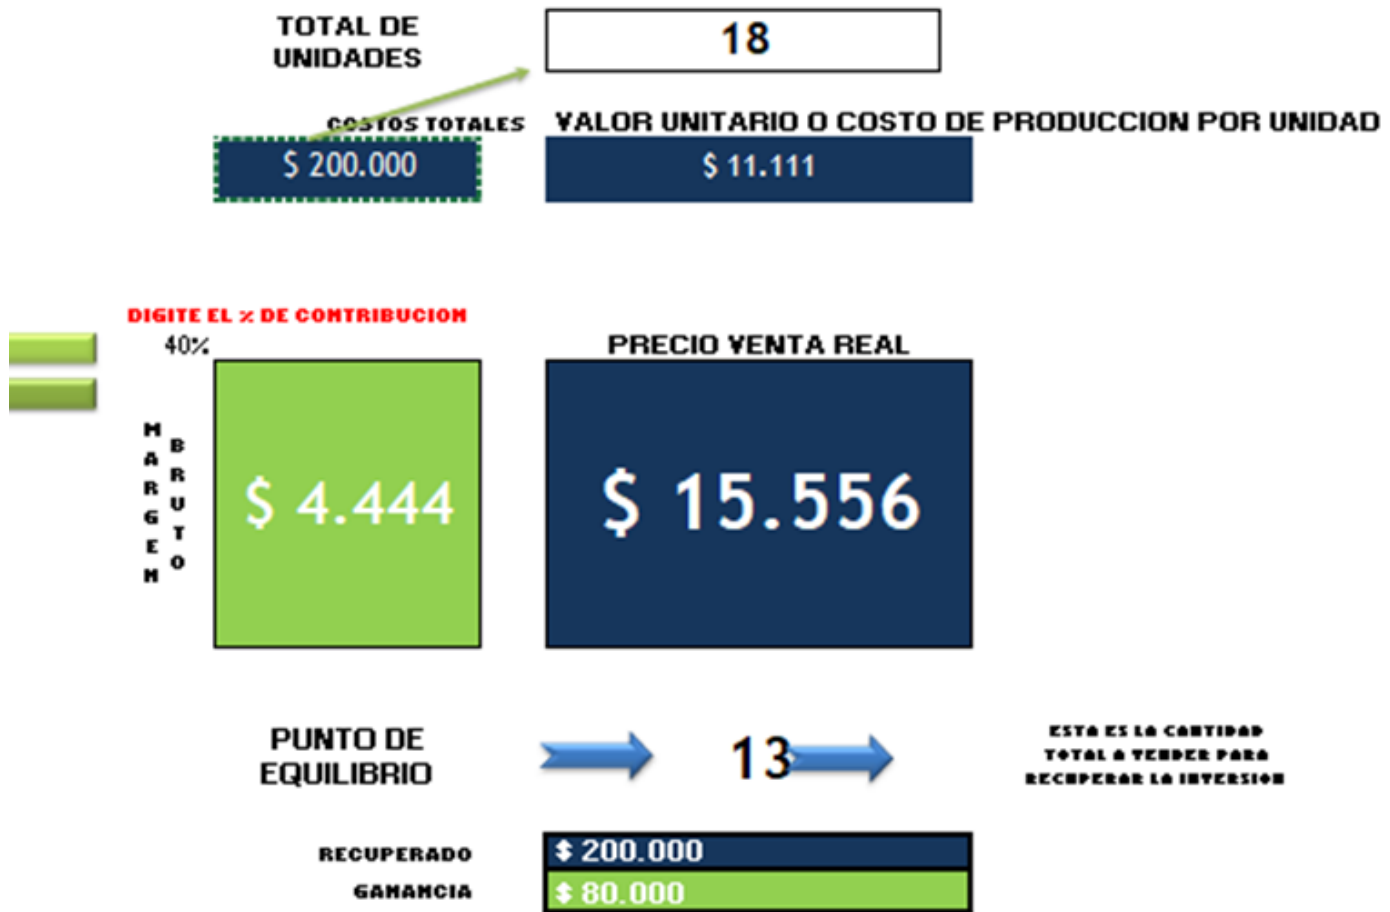 TOTAL DE
UNIDADES
18
COSTOS TOTALES
VALOR UNITARIO O COSTO DE PRODUCCION POR UNIDAD
$ 200.000
$ 11.111
DIGITE EL % DE CONTRIBUCION
40%
PRECIO VENTA REAL
MARGEN
BRUTO
$ 4.444
$ 15.556
PUNTO DE
EQUILIBRIO
13
ESTA ES LA CANTIDAD
TOTAL A VENDER PARA
RECUPERAR LA INVERSION
RECUPERADO
$ 200.000
GANANCIA
$ 80.000